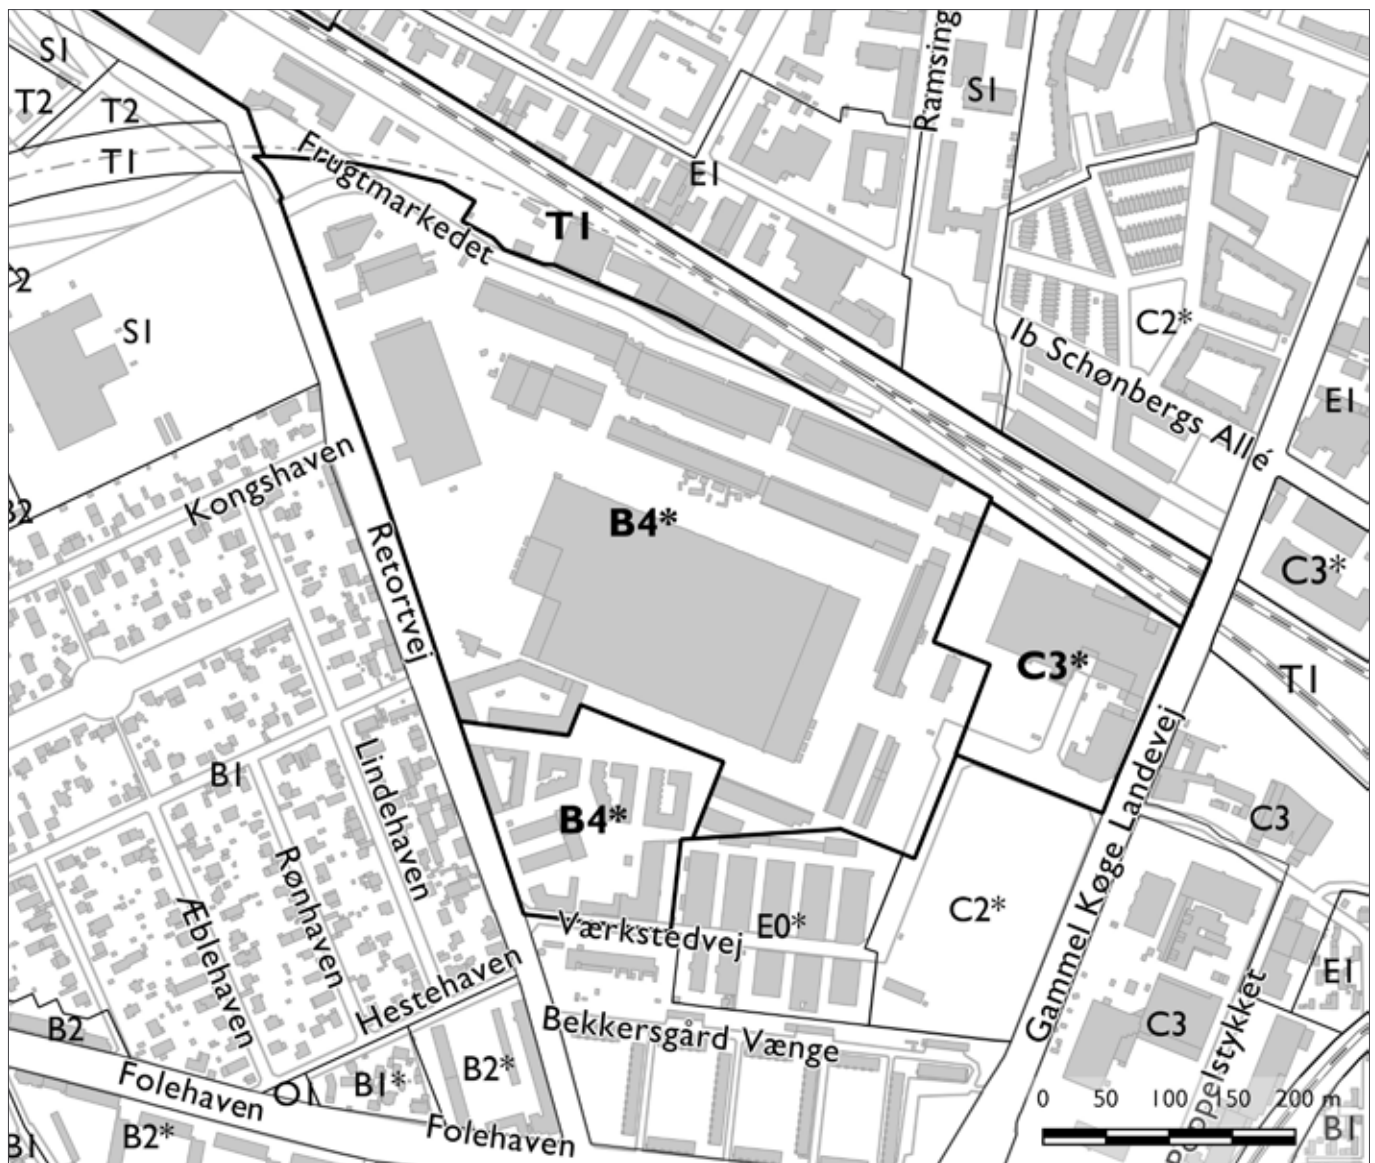 S1
T2
T2
T1
Frugtmarkedet
T1
E1
Ramsing
S1
C2*
Ib Schønbergs Allé
E1
2
S1
B2
Kongshaven
Retortvej
B4*
C3*
C3*
T1
B1
Lindehaven
Rønhaven
Æblehaven
B4*
E0*
Værkstedvej
C2*
Gammel Køge Landevej
C3
E1
C3
Hestehaven
Bekkersgård Vænge
B2
Folehaven
O1
B1*
B2*
Folehaven
B1
B2*
Poppelstykket
0 50 100 150 200 m
B1